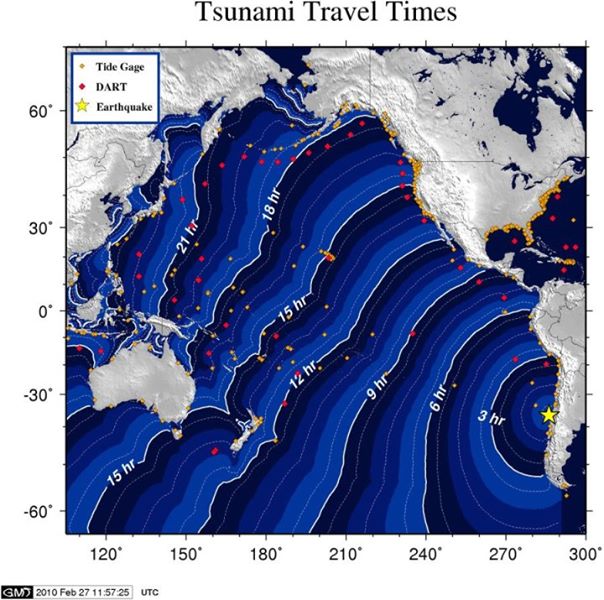 Tsunami Travel Times
Tide Gage
DART
Earthquake
60°
30°
0°
-30°
-60°
21 hr
18 hr
15 hr
12 hr
9 hr
6 hr
3 hr
15 hr
120° 150° 180° 210° 240° 270° 300°
GMT 2010 Feb 27 11:57:25 UTC